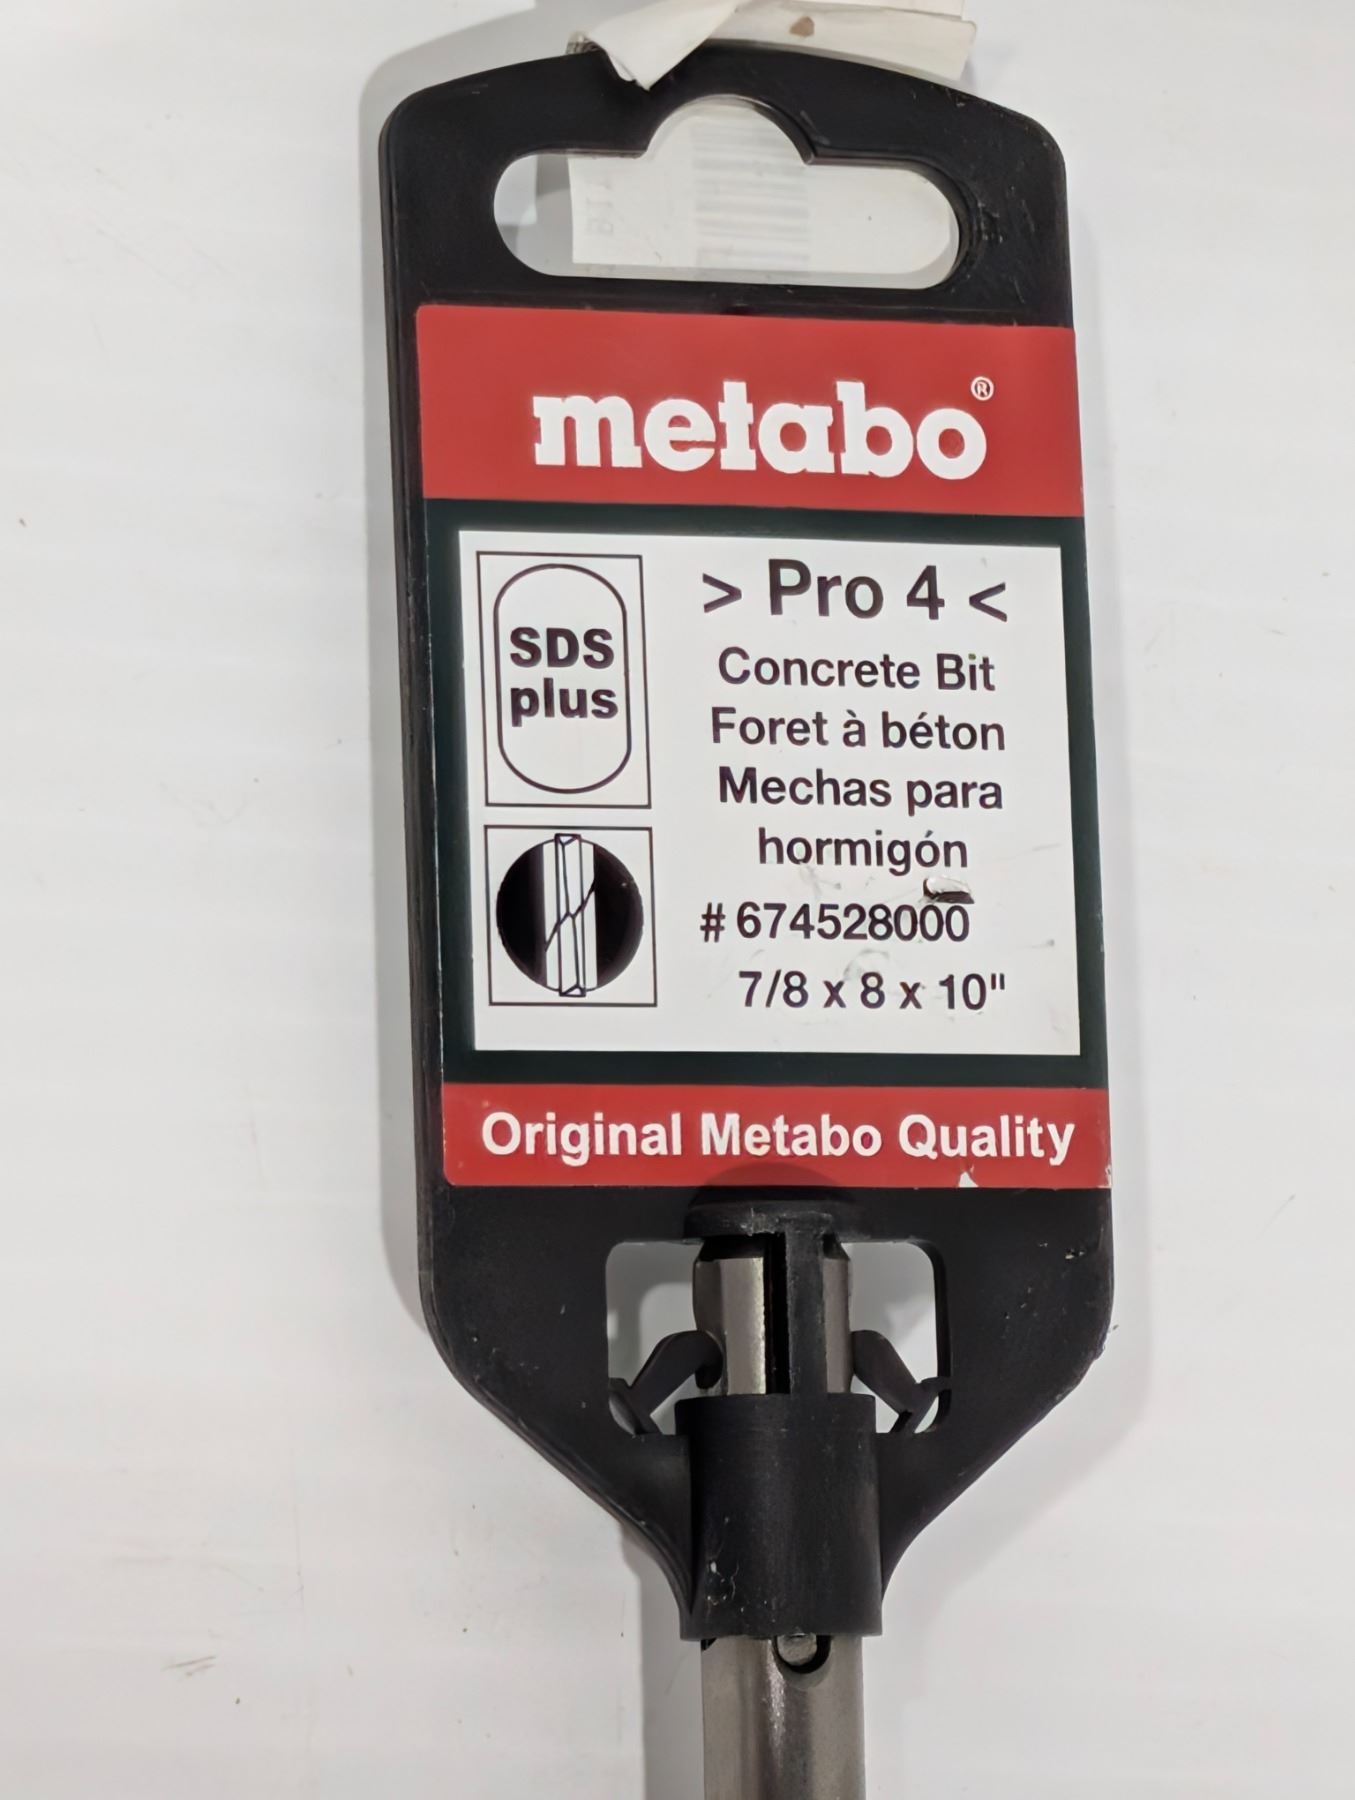 metabo®
SDS
plus
> Pro 4 <
Concrete Bit
Foret à béton
Mechas para
hormigón
# 674528000
7/8 x 8 x 10"
Original Metabo Quality